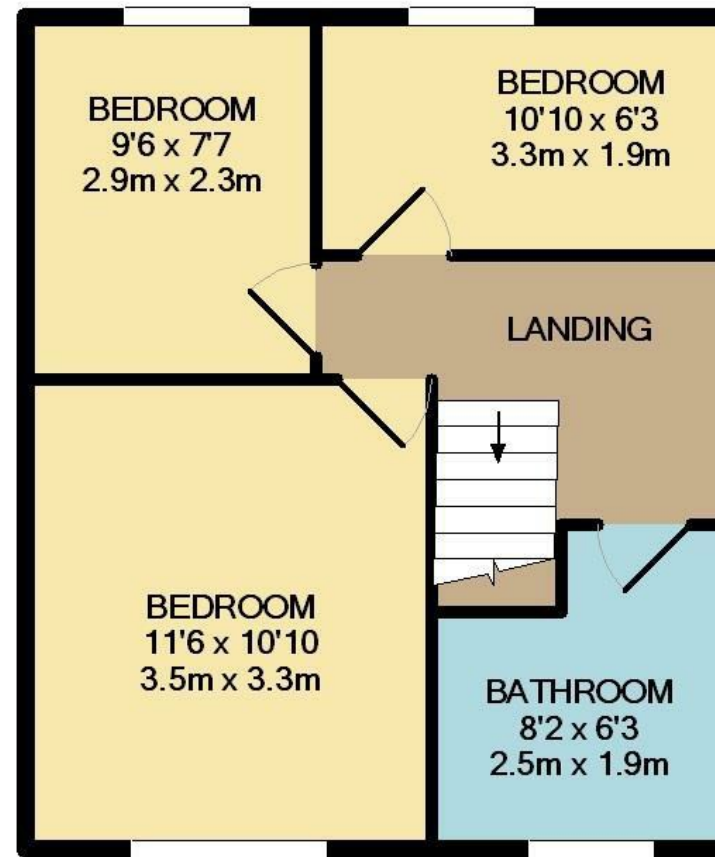 BEDROOM
9'6 x 7'7
2.9m x 2.3m
BEDROOM
10'10 x 6'3
3.3m x 1.9m
LANDING
BEDROOM
11'6 x 10'10
3.5m x 3.3m
BATHROOM
8'2 x 6'3
2.5m x 1.9m